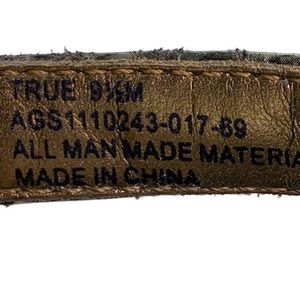 TRUE 9½M
AGS1110243-017-69
ALL MAN MADE MATERIA
MADE IN CHINA